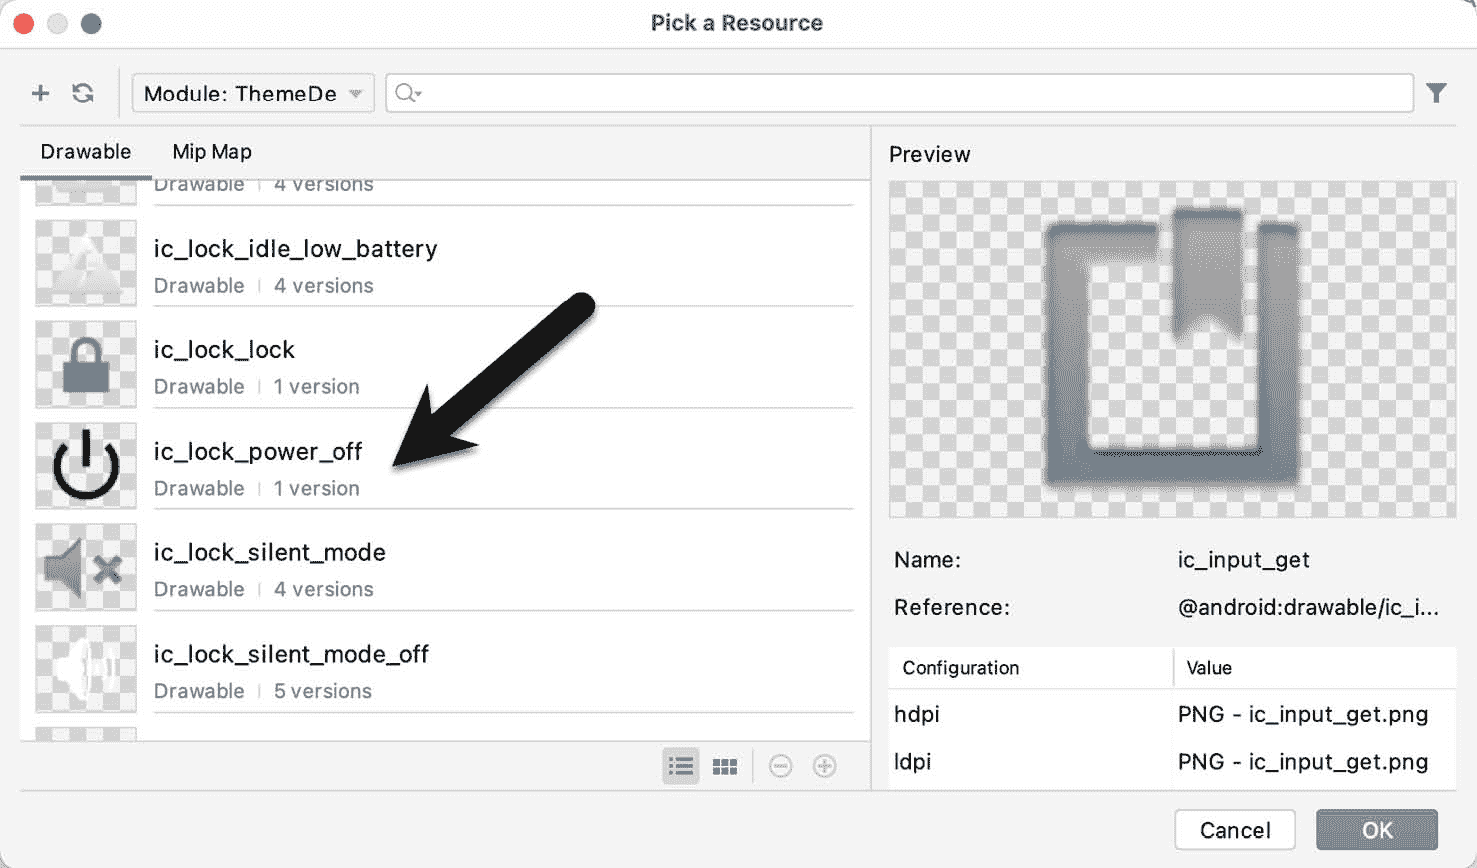 Pick a Resource
Module: ThemeDe
Drawable Mip Map
Drawable | 4 versions
ic_lock_idle_low_battery
Drawable | 4 versions
ic_lock_lock
Drawable | 1 version
ic_lock_power_off
Drawable | 1 version
ic_lock_silent_mode
Drawable | 4 versions
ic_lock_silent_mode_off
Drawable | 5 versions
Preview
Name: ic_input_get
Reference: @android:drawable/ic_i...
Configuration Value
hdpi PNG - ic_input_get.png
ldpi PNG - ic_input_get.png
Cancel OK